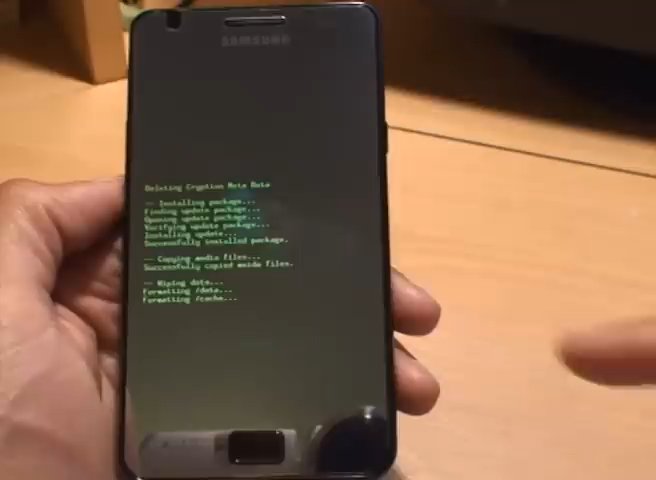 SAMSUNG
Deleting Cryption Meta Data
-- Installing package...
Finding update package...
Opening update package...
Verifying update package...
Installing update...
Successfully installed package.
-- Copying media files...
Successfully copied meida files.
-- Wiping data...
Formatting /data...
Formatting /cache...